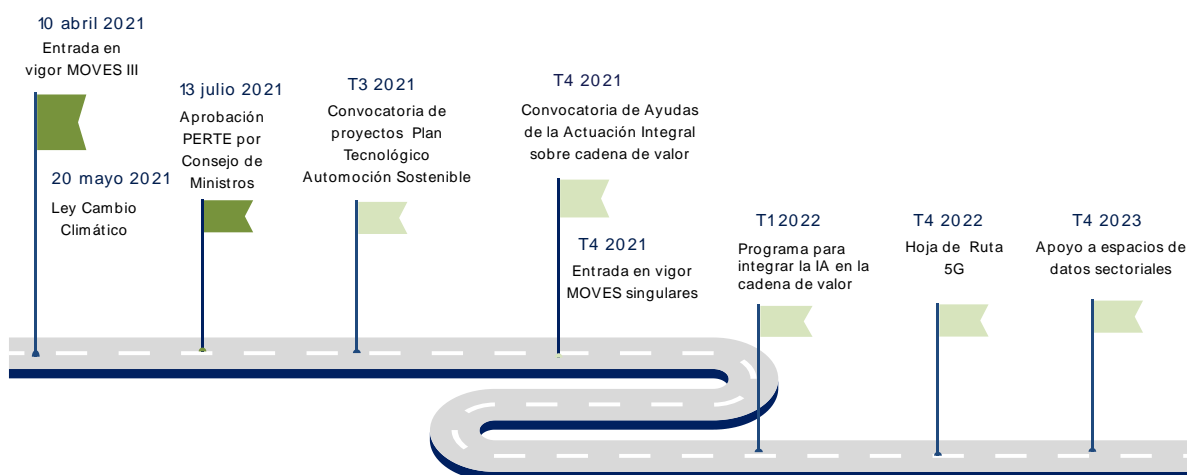 10 abril 2021
Entrada en
vigor MOVES III
20 mayo 2021
Ley Cambio
Climático
13 julio 2021
Aprobación
PERTE por
Consejo de
Ministros
T3 2021
Convocatoria de
proyectos Plan
Tecnológico
Automoción Sostenible
T4 2021
Convocatoria de Ayudas
de la Actuación Integral
sobre cadena de valor
T4 2021
Entrada en vigor
MOVES singulares
T1 2022
Programa para
integrar la IA en la
cadena de valor
T4 2022
Hoja de Ruta
5G
T4 2023
Apoyo a espacios de
datos sectoriales